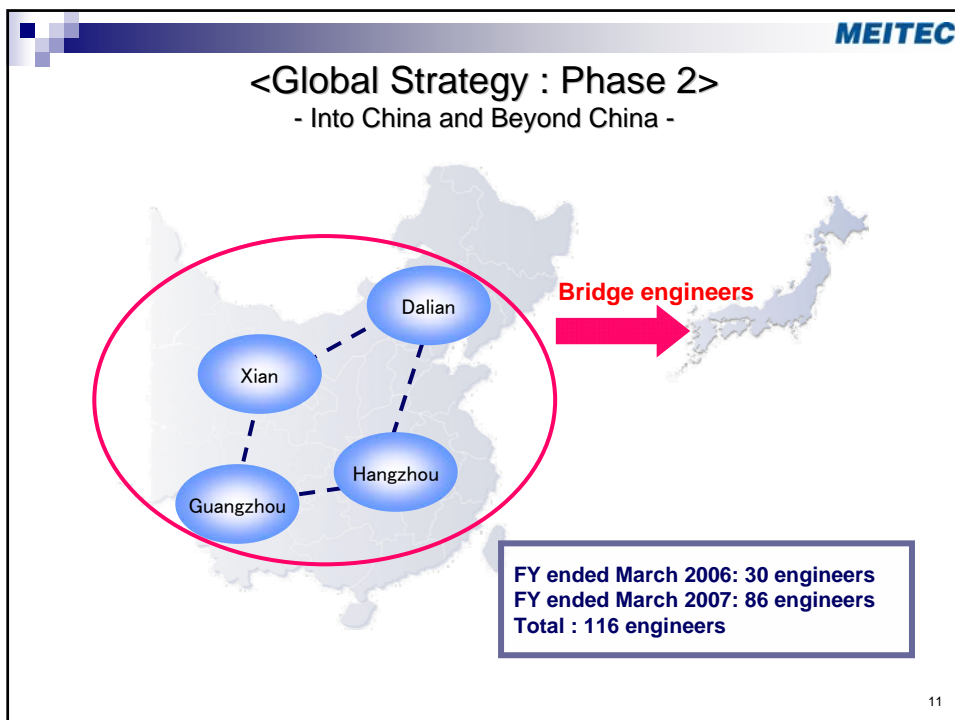 MEITEC
<Global Strategy : Phase 2>
- Into China and Beyond China -
Dalian
Bridge engineers
Xian
Hangzhou
Guangzhou
FY ended March 2006: 30 engineers
FY ended March 2007: 86 engineers
Total : 116 engineers
11